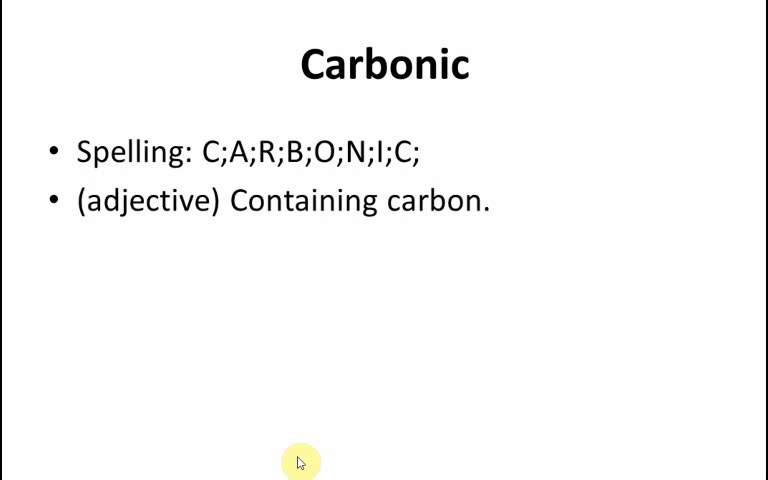 Carbonic
• Spelling: C;A;R;B;O;N;I;C;
• (adjective) Containing carbon.